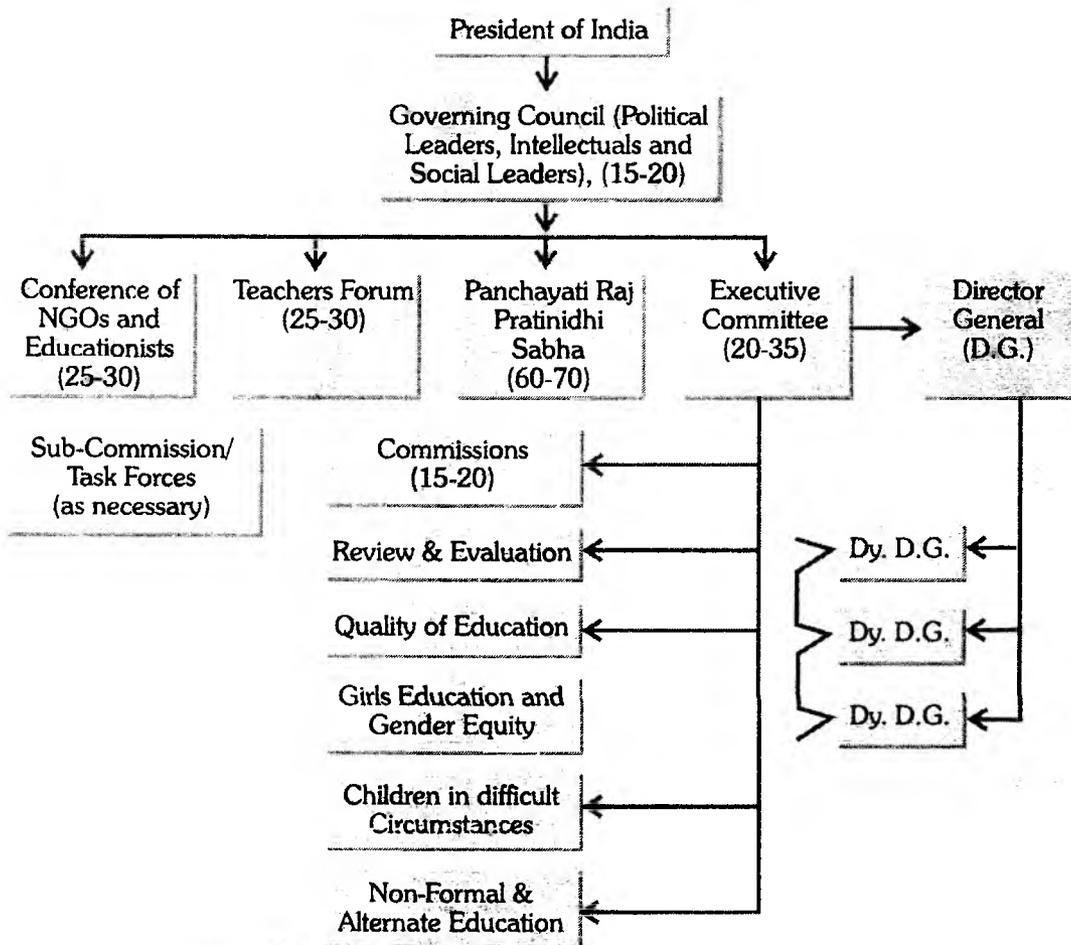 President of India
Governing Council (Political
Leaders, Intellectuals and
Social Leaders), (15-20)
Conference of
NGOs and
Educationists
(25-30)
Teachers Forum
(25-30)
Panchayati Raj
Pratinidhi
Sabha
(60-70)
Executive
Committee
(20-35)
Director
General
(D.G.)
Sub-Commission/
Task Forces
(as necessary)
Commissions
(15-20)
Review & Evaluation
Quality of Education
Girls Education and
Gender Equity
Children in difficult
Circumstances
Non-Formal &
Alternate Education
Dy. D.G.
Dy. D.G.
Dy. D.G.